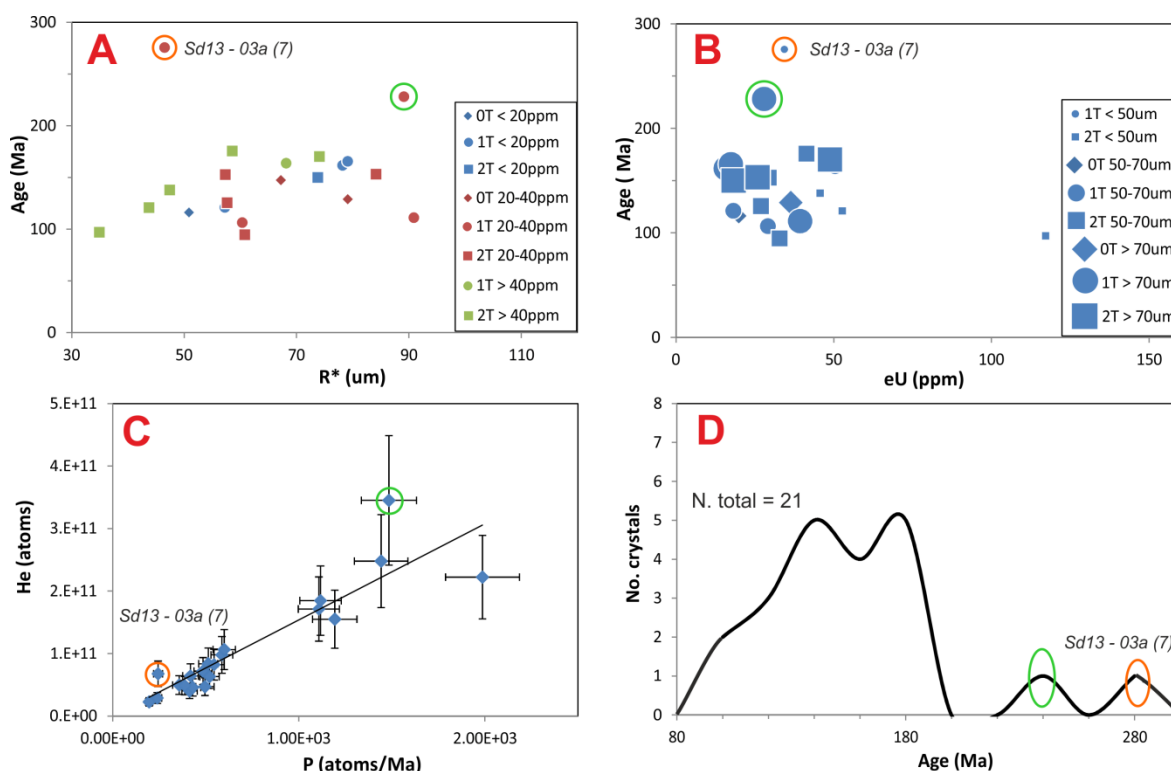 A
300
200
100
0
Age (Ma)
Sd13 - 03a (7)
0T < 20ppm
1T < 20ppm
2T < 20ppm
0T 20-40ppm
1T 20-40ppm
2T 20-40ppm
1T > 40ppm
2T > 40ppm
30
50
70
90
110
R* (um)
B
300
200
100
0
Age ( Ma)
Sd13 - 03a (7)
1T < 50um
2T < 50um
0T 50-70um
1T 50-70um
2T 50-70um
0T > 70um
1T > 70um
2T > 70um
0
50
100
150
eU (ppm)
C
5.E+11
4.E+11
3.E+11
2.E+11
1.E+11
0.E+00
He (atoms)
Sd13 - 03a (7)
0.00E+00
1.00E+03
2.00E+03
P (atoms/Ma)
D
8
7
6
5
4
3
2
1
0
No. crystals
N. total = 21
Sd13 - 03a (7)
80
180
280
Age (Ma)